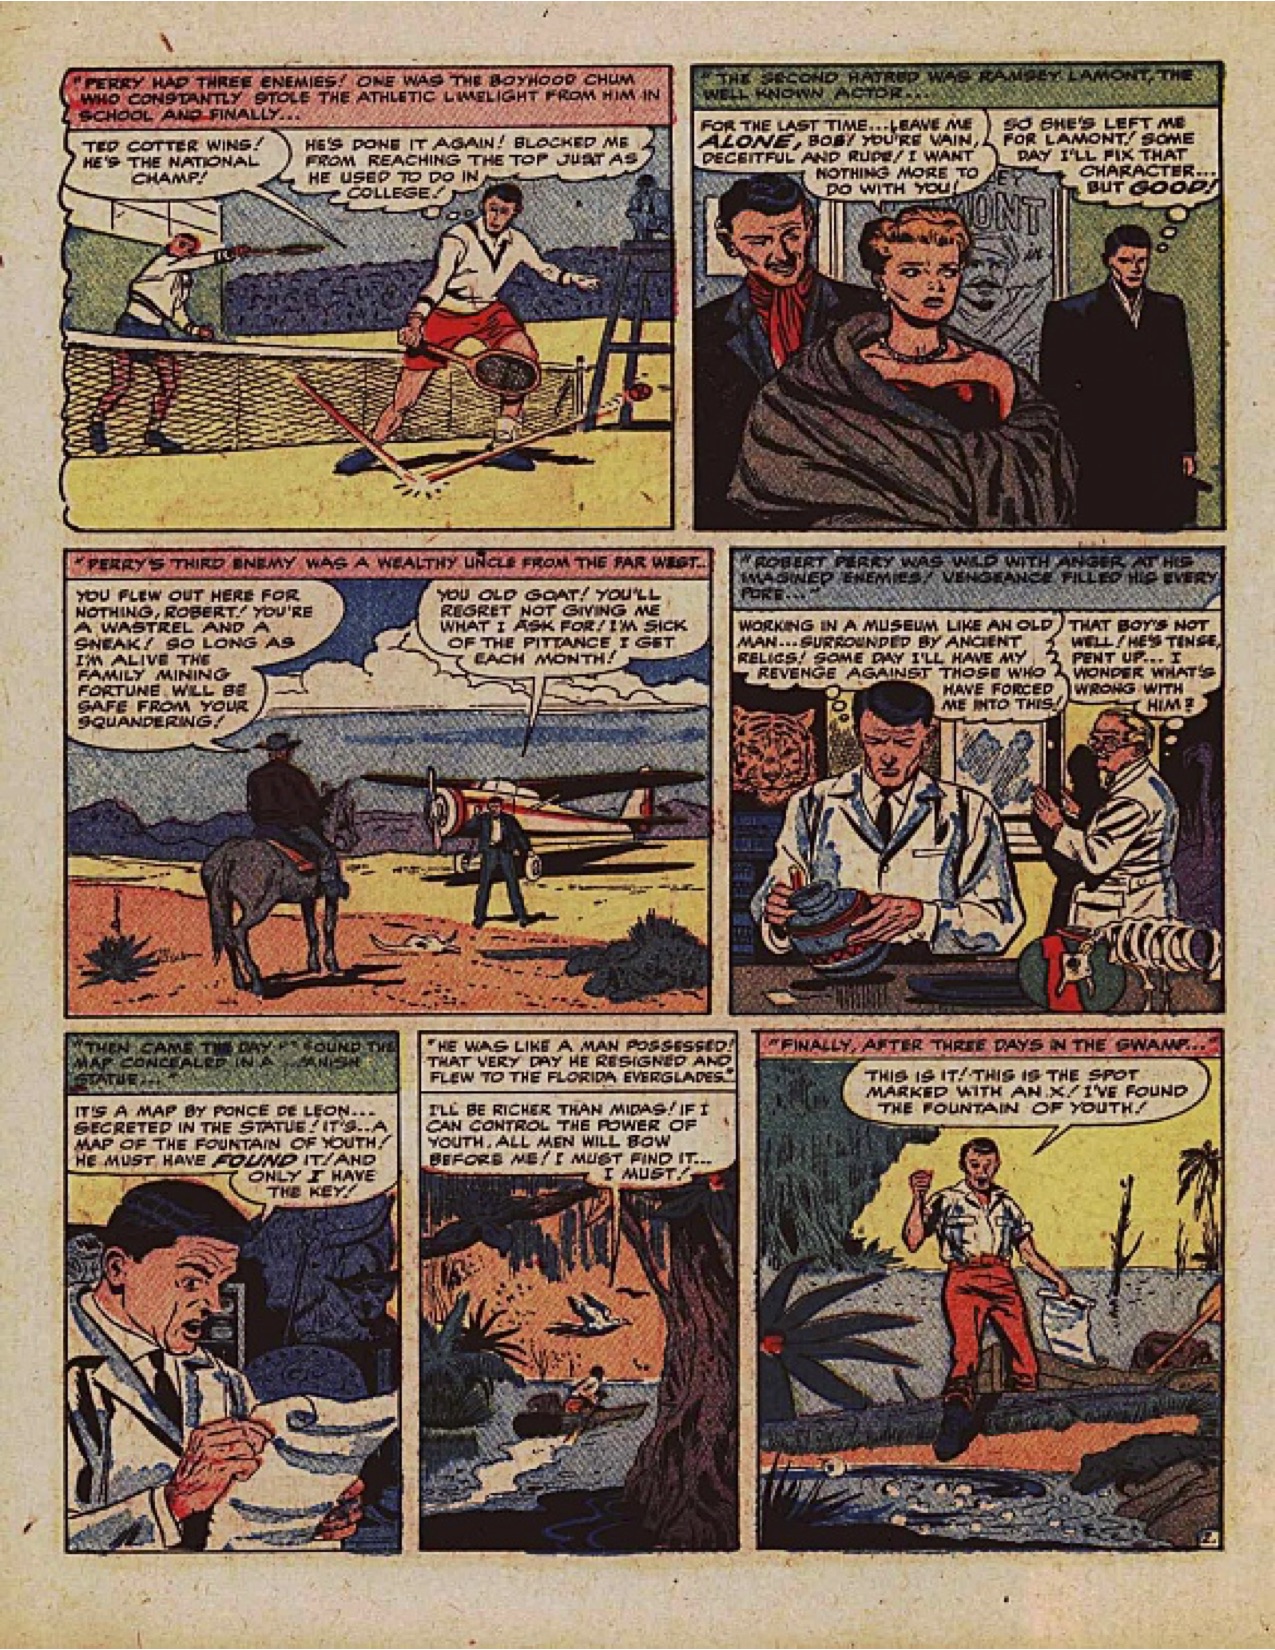 "PERRY HAD THREE ENEMIES! ONE WAS THE BOYHOOD CHUM
WHO CONSTANTLY STOLE THE ATHLETIC LIMELIGHT FROM HIM IN
SCHOOL AND FINALLY...
TED COTTER WINS!
HE'S THE NATIONAL
CHAMP!
HE'S DONE IT AGAIN! BLOCKED ME
FROM REACHING THE TOP JUST AS
HE USED TO DO IN
COLLEGE!
"THE SECOND HATRED WAS RAMSEY LAMONT, THE
WELL KNOWN ACTOR...
FOR THE LAST TIME...LEAVE ME
ALONE, BOB! YOU'RE VAIN,
DECEITFUL AND RUDE! I WANT
NOTHING MORE TO
DO WITH YOU!
SO SHE'S LEFT ME
FOR LAMONT! SOME
DAY I'LL FIX THAT
CHARACTER...
BUT GOOD!
MONT
in
"PERRY'S THIRD ENEMY WAS A WEALTHY UNCLE FROM THE FAR WEST...
YOU FLEW OUT HERE FOR
NOTHING, ROBERT! YOU'RE
A WASTREL AND A
SNEAK! SO LONG AS
I'M ALIVE THE
FAMILY MINING
FORTUNE WILL BE
SAFE FROM YOUR
SQUANDERING!
YOU OLD GOAT! YOU'LL
REGRET NOT GIVING ME
WHAT I ASK FOR! I'M SICK
OF THE PITTANCE I GET
EACH MONTH!
"ROBERT PERRY WAS WILD WITH ANGER AT HIS
IMAGINED ENEMIES! VENGEANCE FILLED HIS EVERY
PORE..."
WORKING IN A MUSEUM LIKE AN OLD
MAN...SURROUNDED BY ANCIENT
RELICS! SOME DAY I'LL HAVE MY
REVENGE AGAINST THOSE WHO
HAVE FORCED
ME INTO THIS!
THAT BOY'S NOT
WELL! HE'S TENSE,
PENT UP... I
WONDER WHAT'S
WRONG WITH
HIM?
"THEN CAME THE DAY FOUND THE
MAP CONCEALED IN A
STATUE..."
IT'S A MAP BY PONCE DE LEON...
SECRETED IN THE STATUE! IT'S..A
MAP OF THE FOUNTAIN OF YOUTH!
HE MUST HAVE FOUND IT! AND
ONLY I HAVE
THE KEY!
"HE WAS LIKE A MAN POSSESSED!
THAT VERY DAY HE RESIGNED AND
FLEW TO THE FLORIDA EVERGLADES."
I'LL BE RICHER THAN MIDAS! IF I
CAN CONTROL THE POWER OF
YOUTH, ALL MEN WILL BOW
BEFORE ME! I MUST FIND IT...
I MUST!
"FINALLY, AFTER THREE DAYS IN THE SWAMP..."
THIS IS IT! THIS IS THE SPOT
MARKED WITH AN X! I'VE FOUND
THE FOUNTAIN OF YOUTH!
2.